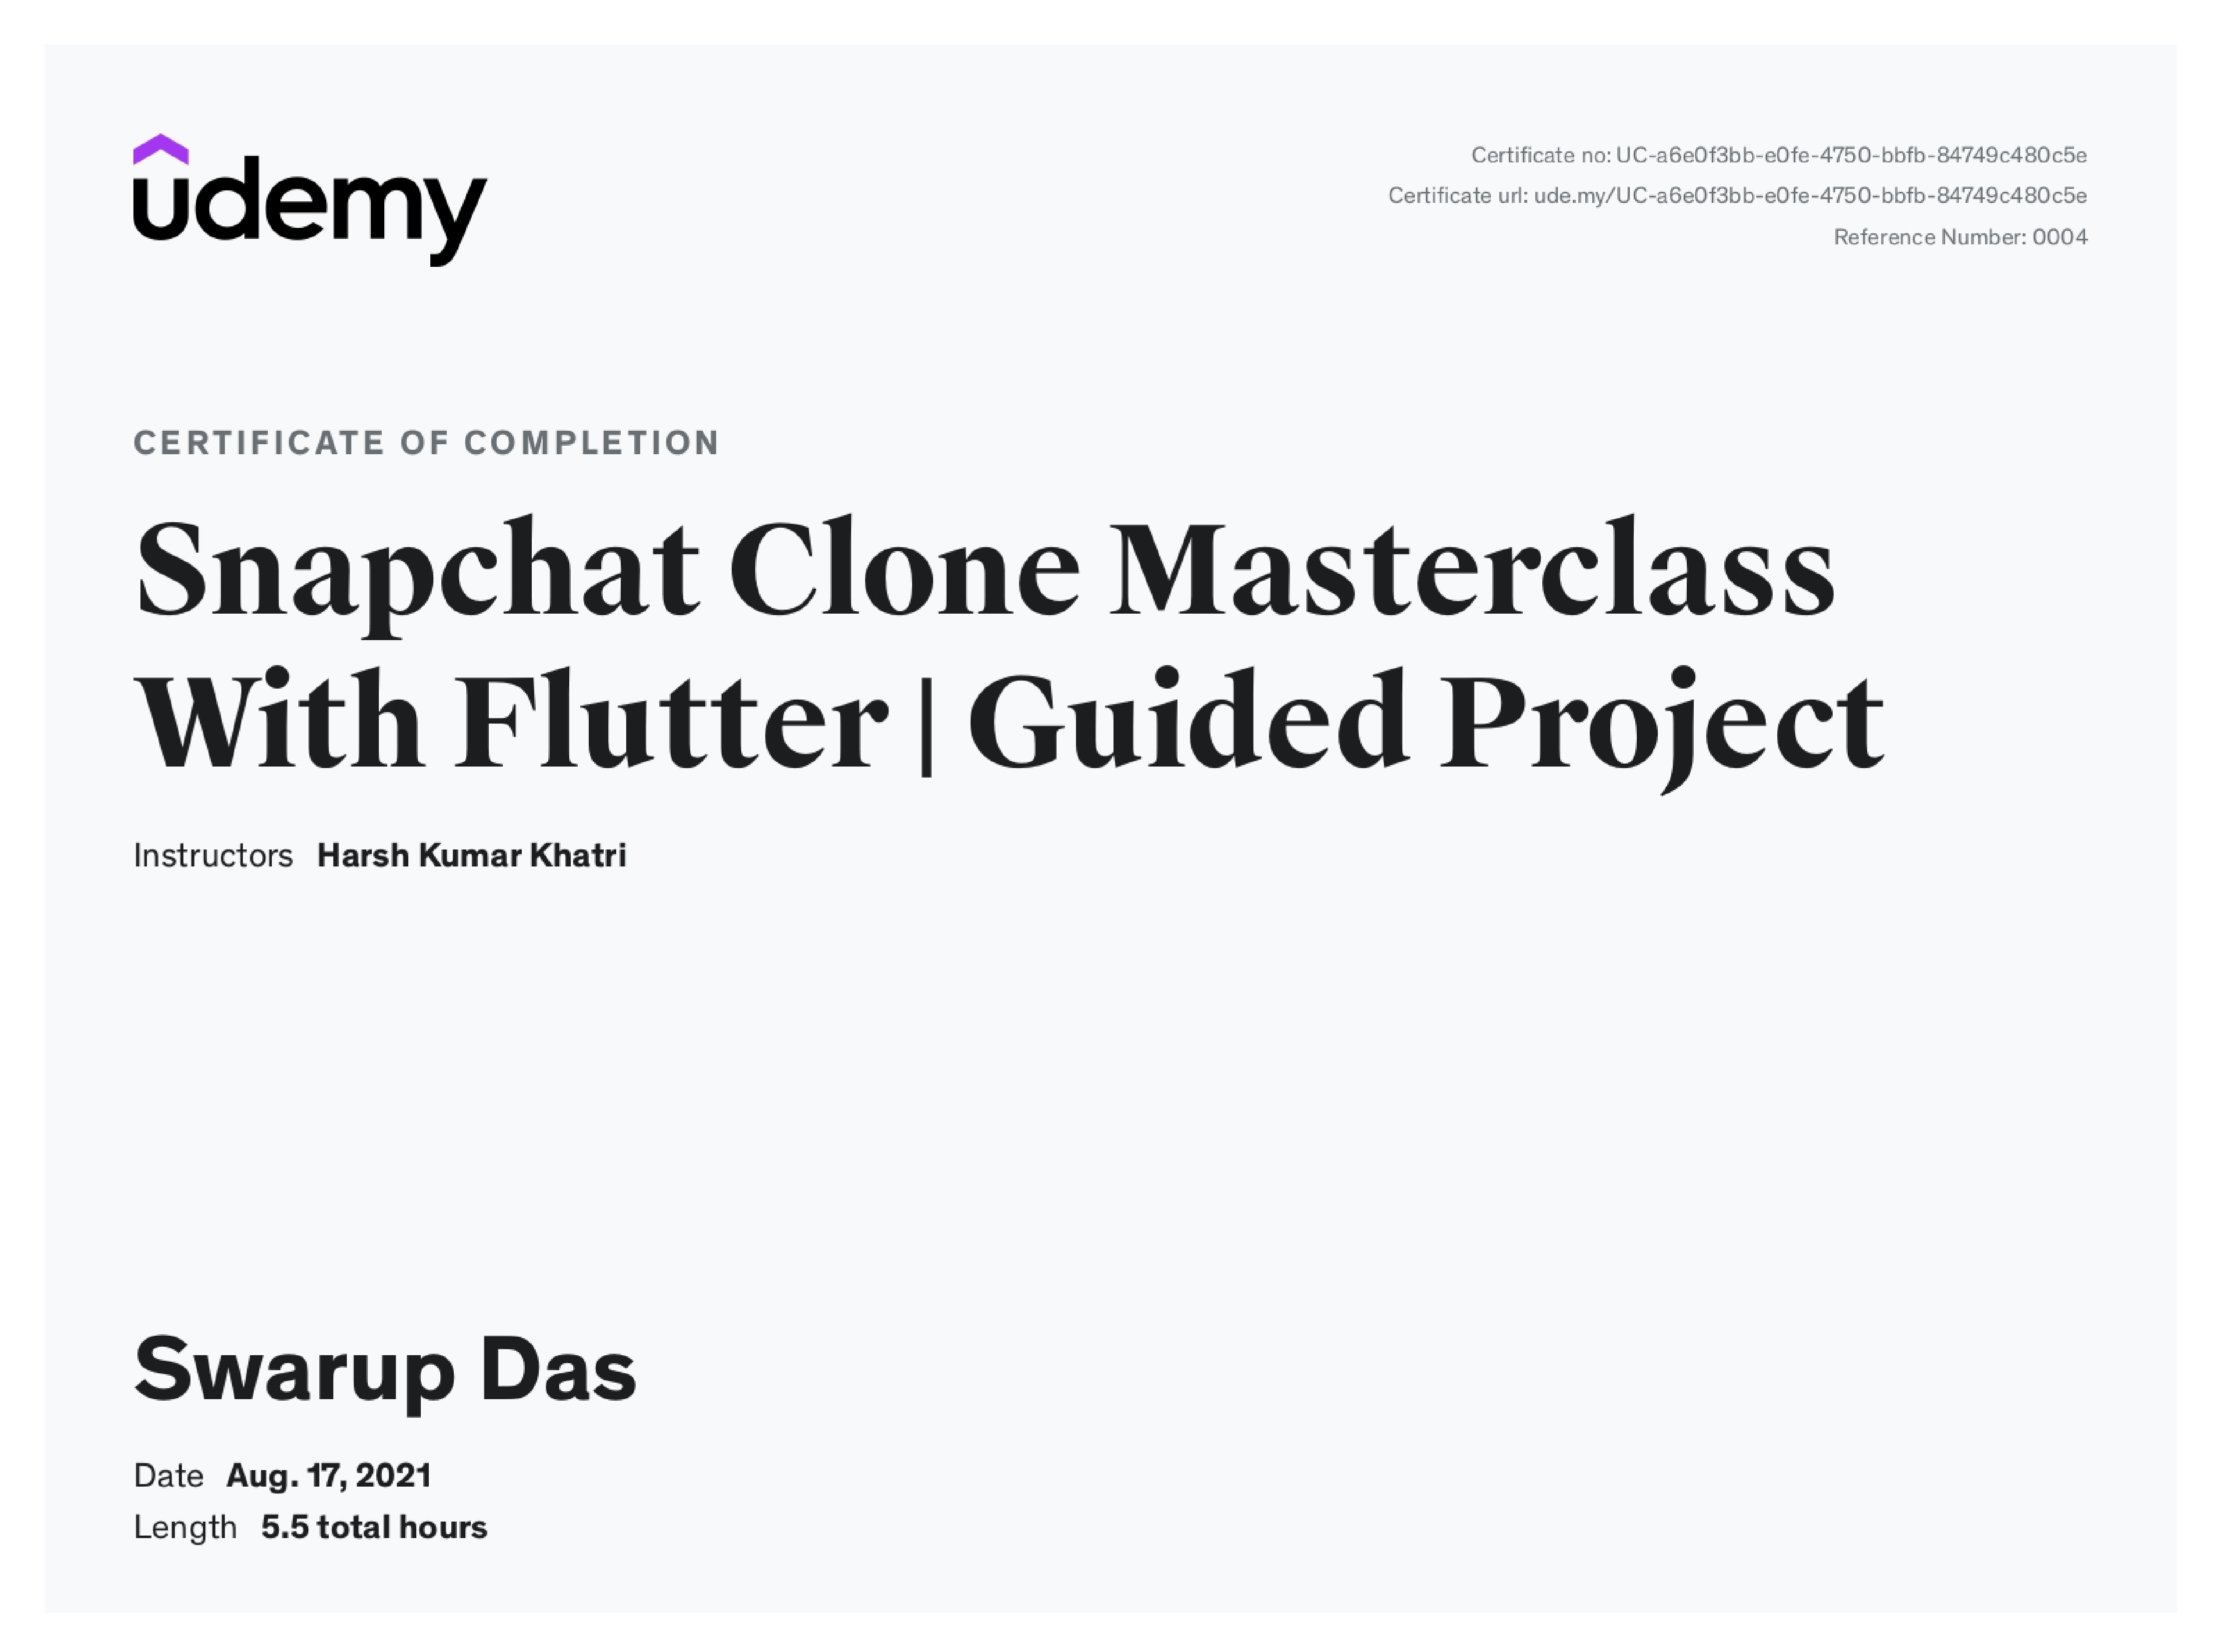 udemy
Certificate no: UC-a6e0f3bb-e0fe-4750-bbfb-84749c480c5e
Certificate url: ude.my/UC-a6e0f3bb-e0fe-4750-bbfb-84749c480c5e
Reference Number: 0004
CERTIFICATE OF COMPLETION
Snapchat Clone Masterclass
With Flutter | Guided Project
Instructors Harsh Kumar Khatri
Swarup Das
Date Aug. 17, 2021
Length 5.5 total hours